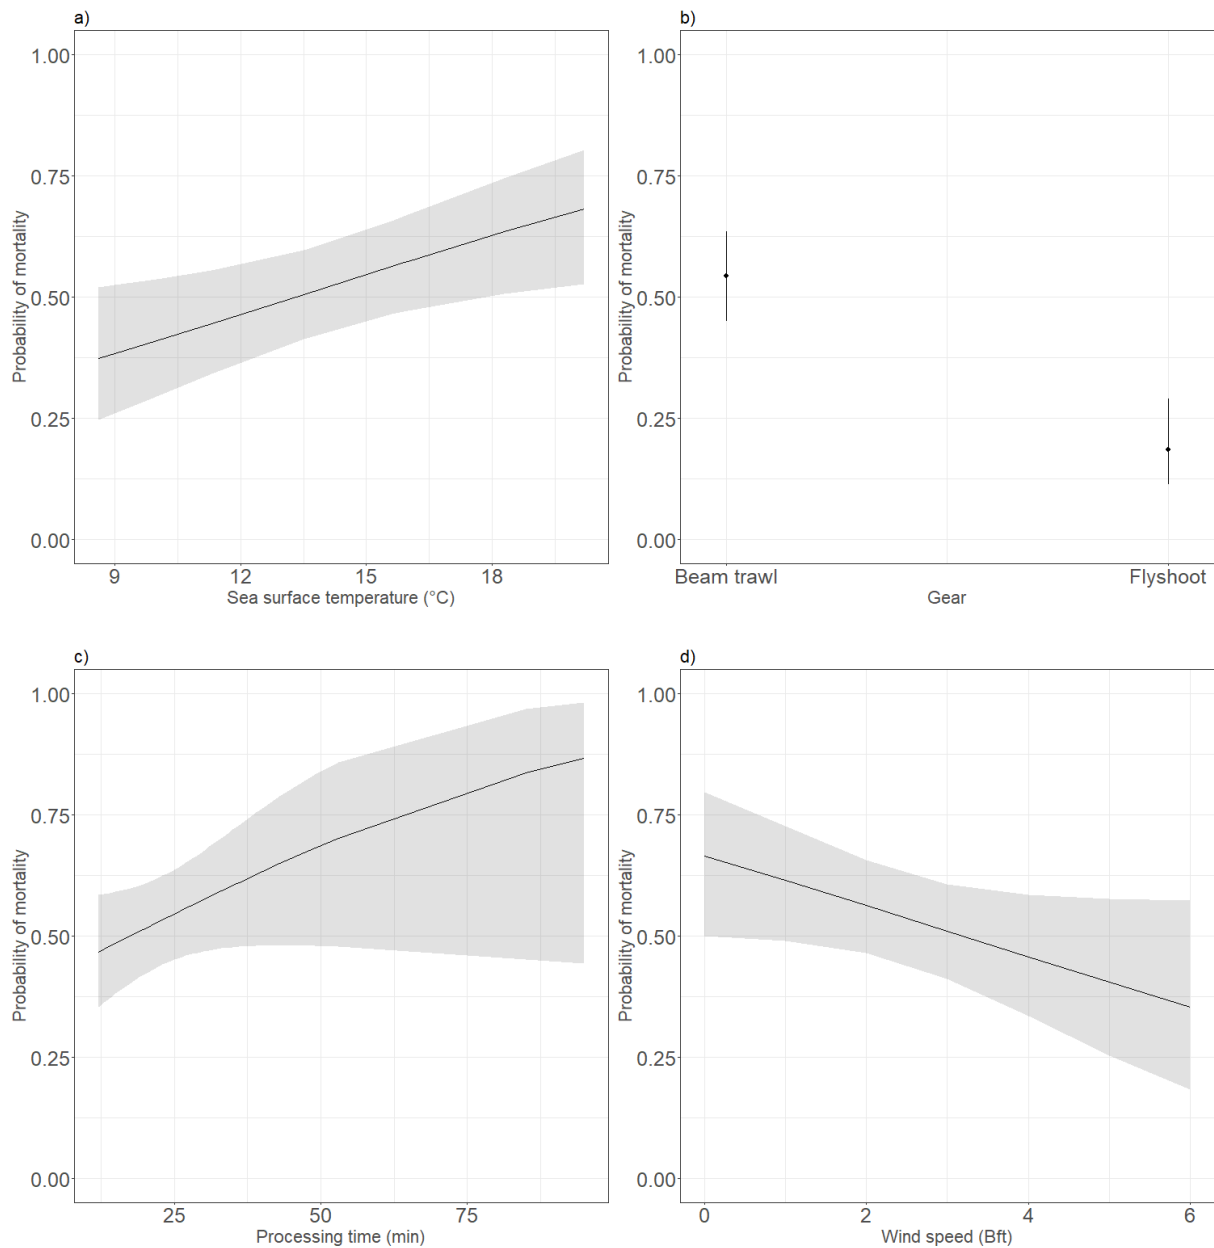 a)
1.00
0.75
0.50
0.25
0.00
Probability of mortality
9 12 15 18
Sea surface temperature (°C)
b)
1.00
0.75
0.50
0.25
0.00
Probability of mortality
Beam trawl Flyshoot
Gear
c)
1.00
0.75
0.50
0.25
0.00
Probability of mortality
25 50 75
Processing time (min)
d)
1.00
0.75
0.50
0.25
0.00
Probability of mortality
0 2 4 6
Wind speed (Bft)